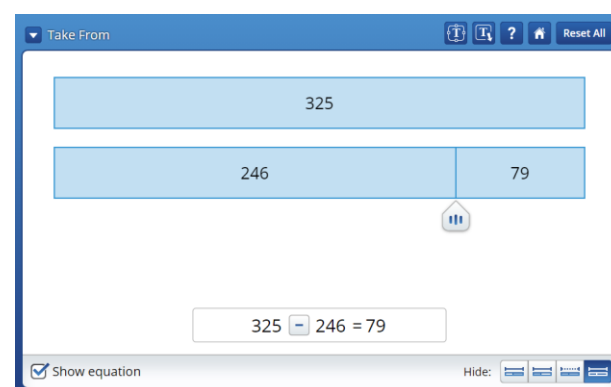 Take From
T T ? Reset All
325
246 79
325 - 246 = 79
Show equation
Hide: